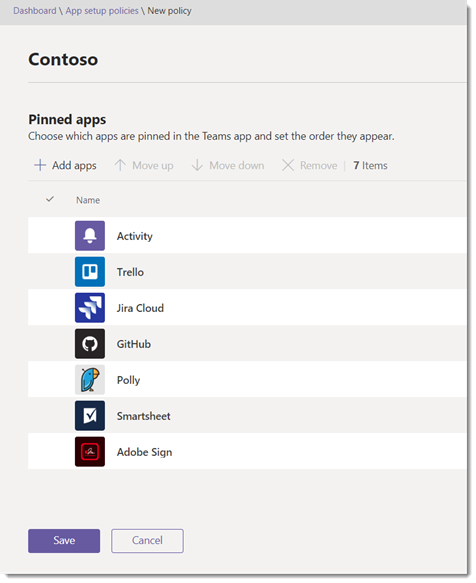 Dashboard \ App setup policies \ New policy
Contoso
Pinned apps
Choose which apps are pinned in the Teams app and set the order they appear.
Add apps Move up Move down Remove 7 Items
Name
Activity
Trello
Jira Cloud
GitHub
Polly
Smartsheet
Adobe Sign
Save Cancel